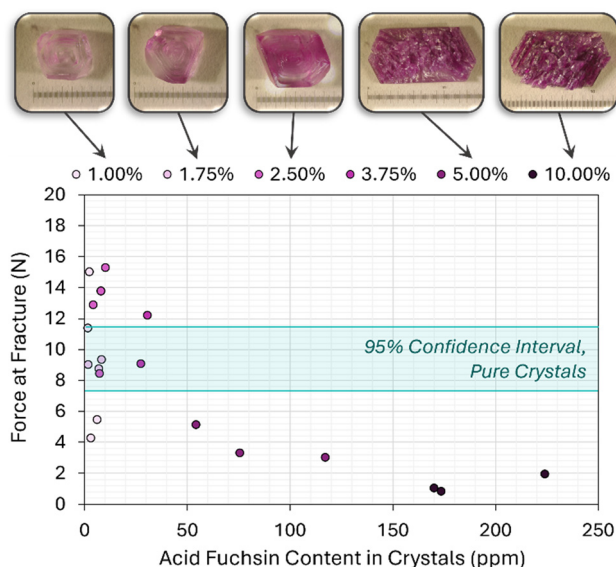 1.00% 1.75% 2.50% 3.75% 5.00% 10.00%
20
18
16
14
12
10
8
6
4
2
0
Force at Fracture (N)
95% Confidence Interval,
Pure Crystals
0 50 100 150 200 250
Acid Fuchsin Content in Crystals (ppm)